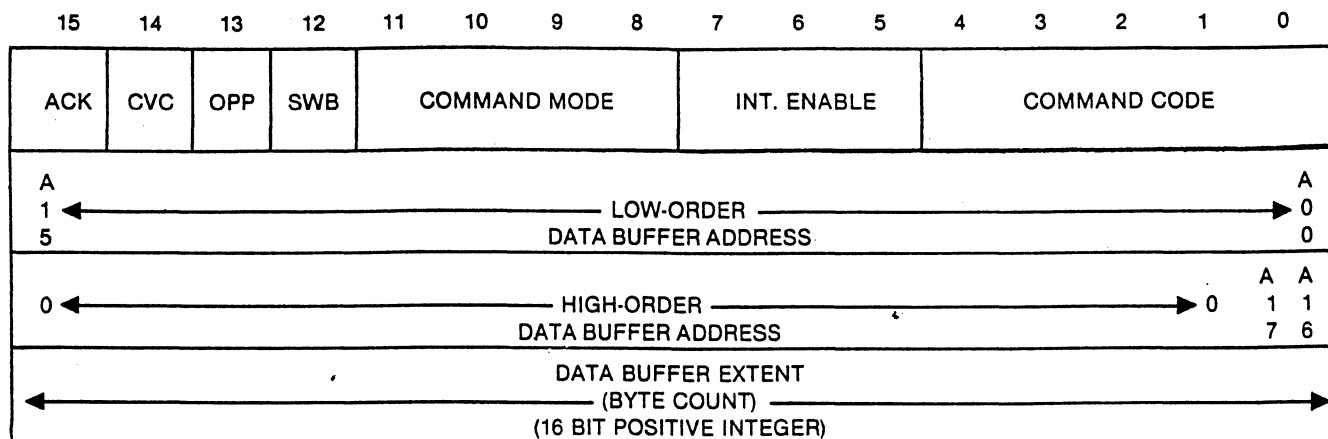 15 14 13 12 11 10 9 8 7 6 5 4 3 2 1 0
ACK CVC OPP SWB COMMAND MODE INT. ENABLE COMMAND CODE
A A
1 LOW-ORDER 0
5 DATA BUFFER ADDRESS 0
A A
0 HIGH-ORDER 0 1 1
DATA BUFFER ADDRESS 7 6
DATA BUFFER EXTENT
(BYTE COUNT)
(16 BIT POSITIVE INTEGER)